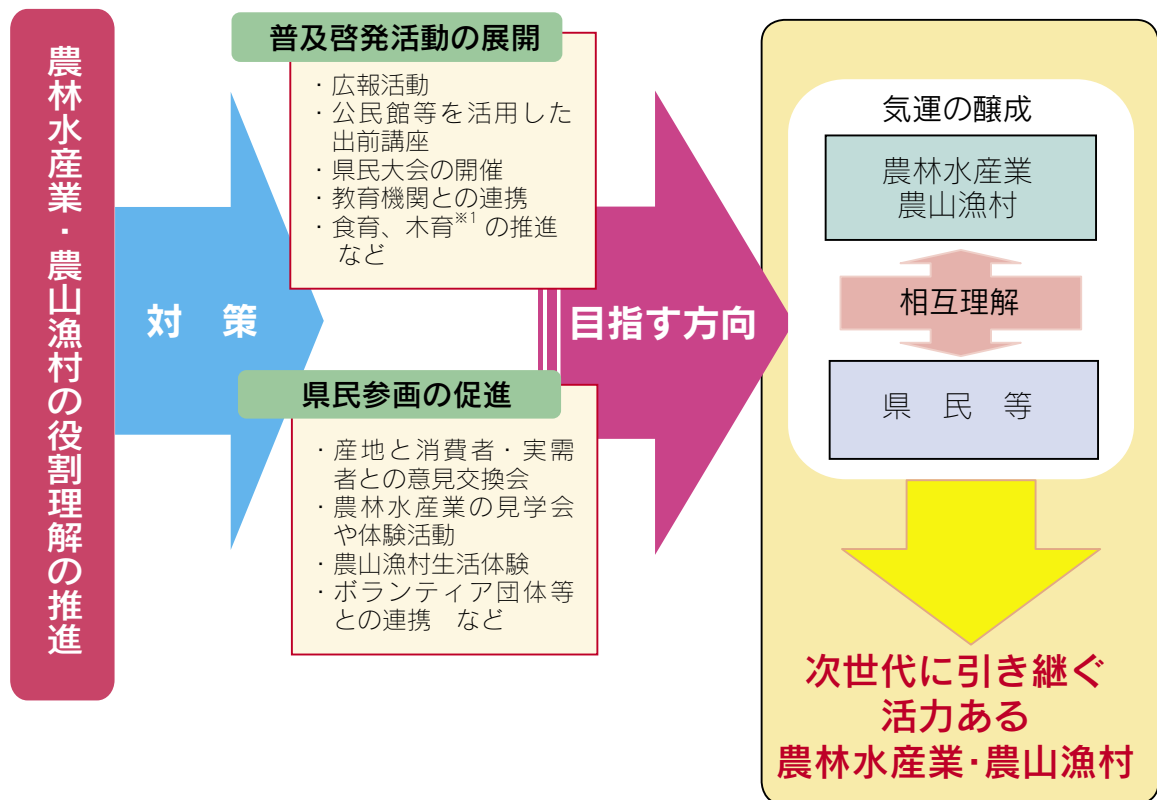 農林水産業・農山漁村の役割理解の推進
対　策
普及啓発活動の展開
・広報活動
・公民館等を活用した
出前講座
・県民大会の開催
・教育機関との連携
・食育、木育※1 の推進
など
県民参画の促進
・産地と消費者・実需
者との意見交換会
・農林水産業の見学会
や体験活動
・農山漁村生活体験
・ボランティア団体等
との連携　など
目指す方向
気運の醸成
農林水産業
農山漁村
相互理解
県　民　等
次世代に引き継ぐ
活力ある
農林水産業・農山漁村